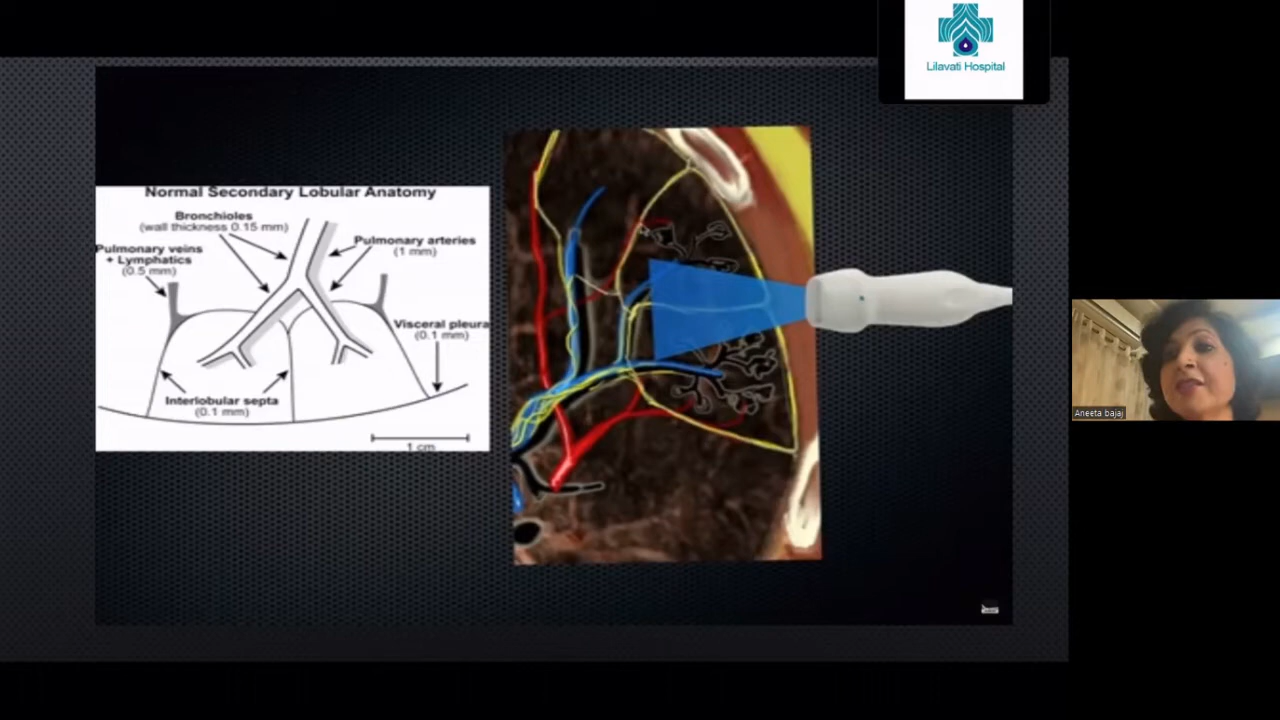 Lilavati Hospital
Normal Secondary Lobular Anatomy
Bronchioles
(wall thickness 0.15 mm)
Pulmonary veins
+ Lymphatics
(0.5 mm)
Pulmonary arteries
(1 mm)
Visceral pleura
(0.1 mm)
Interlobular septa
(0.1 mm)
1 cm
Aneeta bajaj